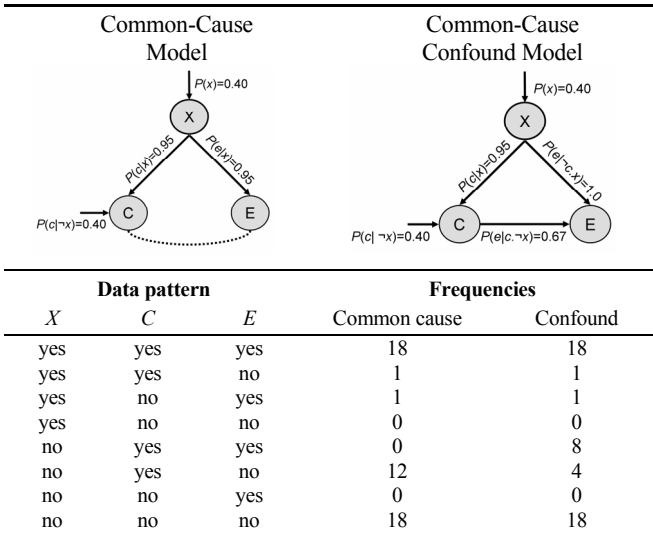 Common-Cause Model
Common-Cause Confound Model
P(x)=0.40
X
P(c|x)=0.95
P(e|x)=0.95
P(c|¬x)=0.40
C
E
P(x)=0.40
X
P(c|x)=0.95
P(e|¬c.x)=1.0
P(c| ¬x)=0.40
C
P(e|c.¬x)=0.67
E
Data pattern Frequencies
X C E Common cause Confound
yes yes yes 18 18
yes yes no 1 1
yes no yes 1 1
yes no no 0 0
no yes yes 0 8
no yes no 12 4
no no yes 0 0
no no no 18 18